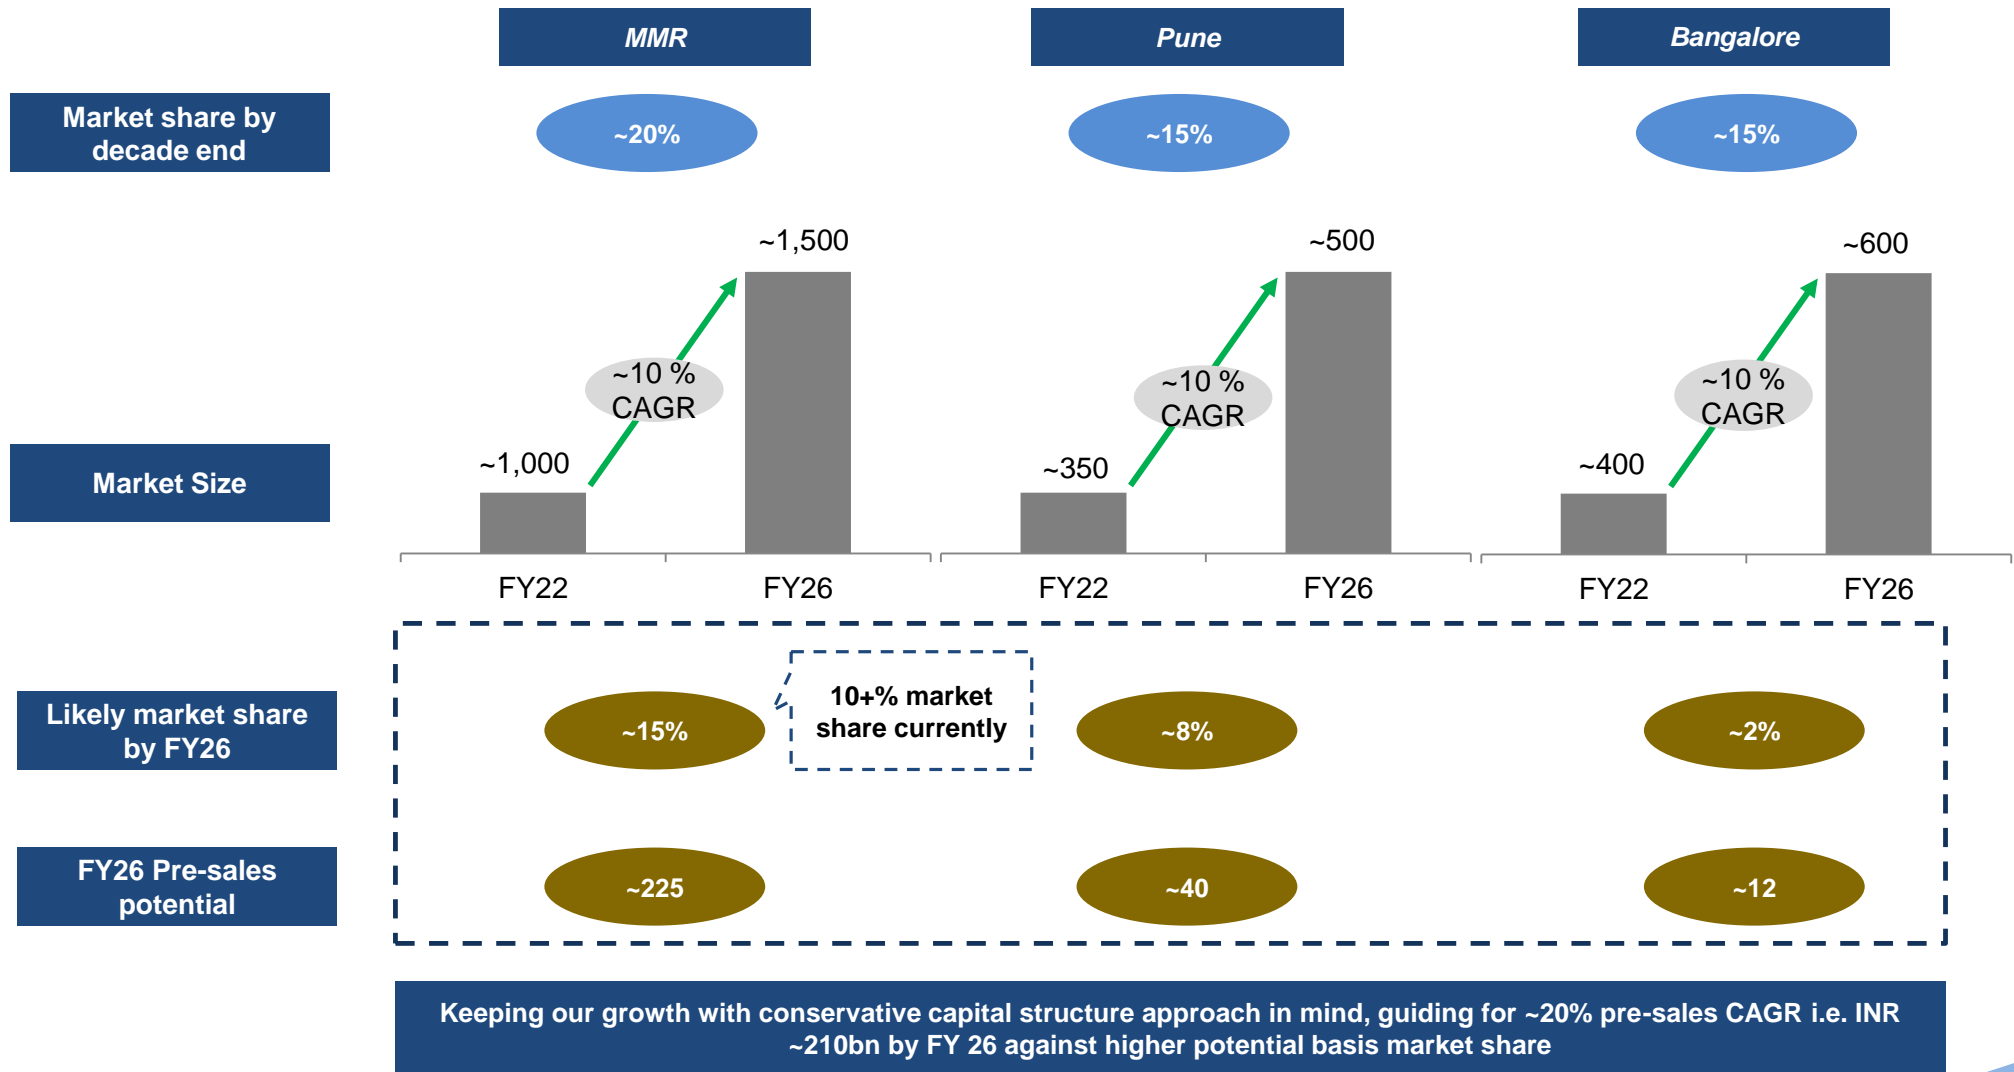 MMR
Pune
Bangalore
Market share by
decade end
~20%
~15%
~15%
Market Size
~1,500
~10 %
CAGR
~1,000
FY22
FY26
~500
~10 %
CAGR
~350
FY22
FY26
~600
~10 %
CAGR
~400
FY22
FY26
Likely market share
by FY26
~15%
10+% market
share currently
~8%
~2%
FY26 Pre-sales
potential
~225
~40
~12
Keeping our growth with conservative capital structure approach in mind, guiding for ~20% pre-sales CAGR i.e. INR
~210bn by FY 26 against higher potential basis market share